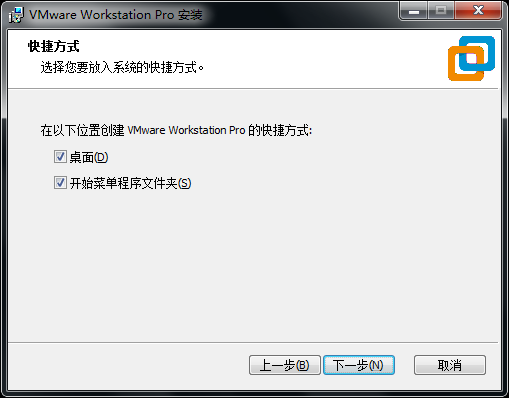 VMware Workstation Pro 安装
快捷方式
选择您要放入系统的快捷方式。
在以下位置创建 VMware Workstation Pro 的快捷方式:
桌面(D)
开始菜单程序文件夹(S)
上一步(B) 下一步(N) 取消